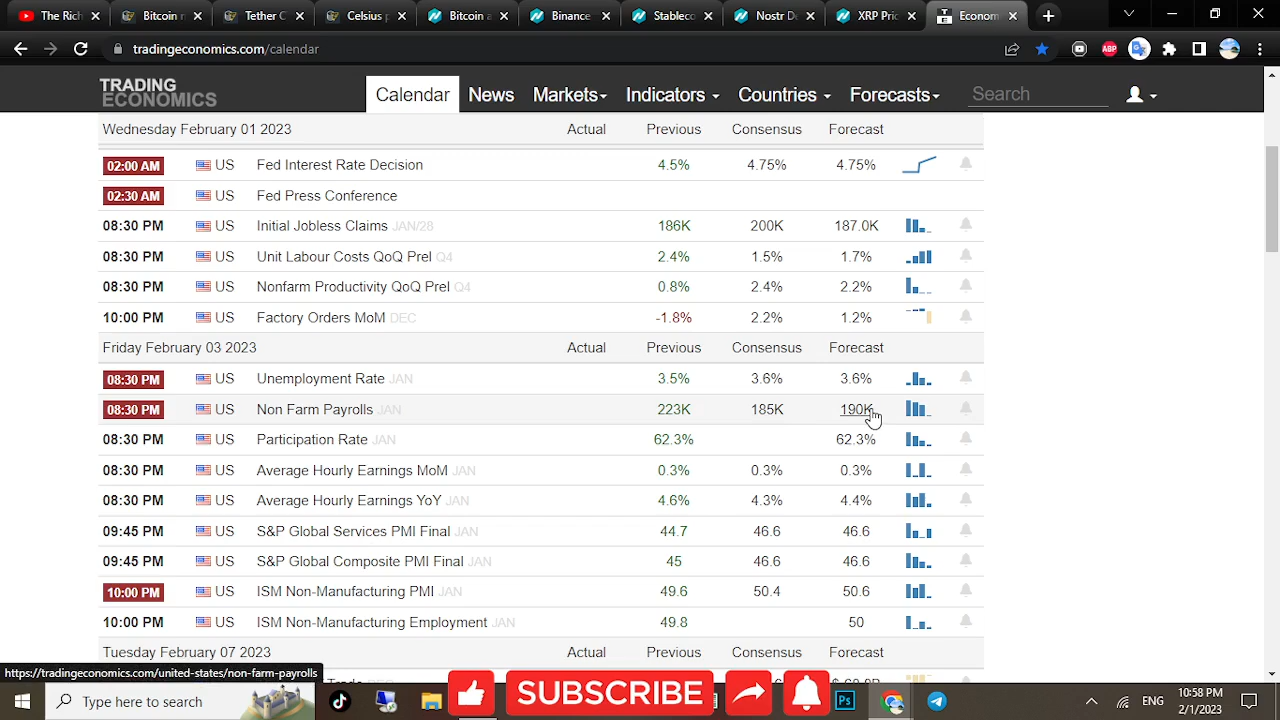 The Rich
Bitcoin m
Tether C
Celsius p
Bitcoin a
Binance
Stableco
Nostr De
XRP Pric
Econom
tradingeconomics.com/calendar
ABP
TRADING
ECONOMICS
Calendar News Markets Indicators Countries Forecasts Search
Wednesday February 01 2023 Actual Previous Consensus Forecast
02:00 AM US Fed Interest Rate Decision 4.5% 4.75% 4.75%
02:30 AM US Fed Press Conference
08:30 PM US Initial Jobless Claims JAN/28 186K 200K 187.0K
08:30 PM US Unit Labour Costs QoQ Prel Q4 2.4% 1.5% 1.7%
08:30 PM US Nonfarm Productivity QoQ Prel Q4 0.8% 2.4% 2.2%
10:00 PM US Factory Orders MoM DEC -1.8% 2.2% 1.2%
Friday February 03 2023 Actual Previous Consensus Forecast
08:30 PM US Unemployment Rate JAN 3.5% 3.6% 3.6%
08:30 PM US Non Farm Payrolls JAN 223K 185K 190K
08:30 PM US Participation Rate JAN 62.3% 62.3%
08:30 PM US Average Hourly Earnings MoM JAN 0.3% 0.3% 0.3%
08:30 PM US Average Hourly Earnings YoY JAN 4.6% 4.3% 4.4%
09:45 PM US S&P Global Services PMI Final JAN 44.7 46.6 46.6
09:45 PM US S&P Global Composite PMI Final JAN 45 46.6 46.6
10:00 PM US ISM Non-Manufacturing PMI JAN 49.6 50.4 50.6
10:00 PM US ISM Non-Manufacturing Employment JAN 49.8 50
Tuesday February 07 2023 Actual Previous Consensus Forecast
https://tradingeconomics.com/united-states/non-farm-payrolls
SUBSCRIBE
Type here to search
Ps
10:58 PM
2/1/2023